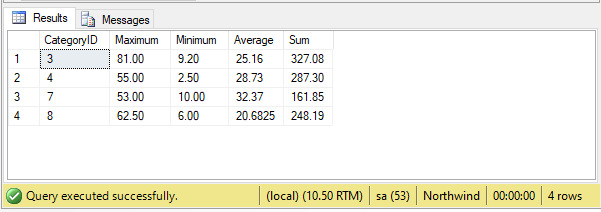 Results Messages
CategoryID Maximum Minimum Average Sum
1 3 81.00 9.20 25.16 327.08
2 4 55.00 2.50 28.73 287.30
3 7 53.00 10.00 32.37 161.85
4 8 62.50 6.00 20.6825 248.19
Query executed successfully. (local) (10.50 RTM) sa (53) Northwind 00:00:00 4 rows